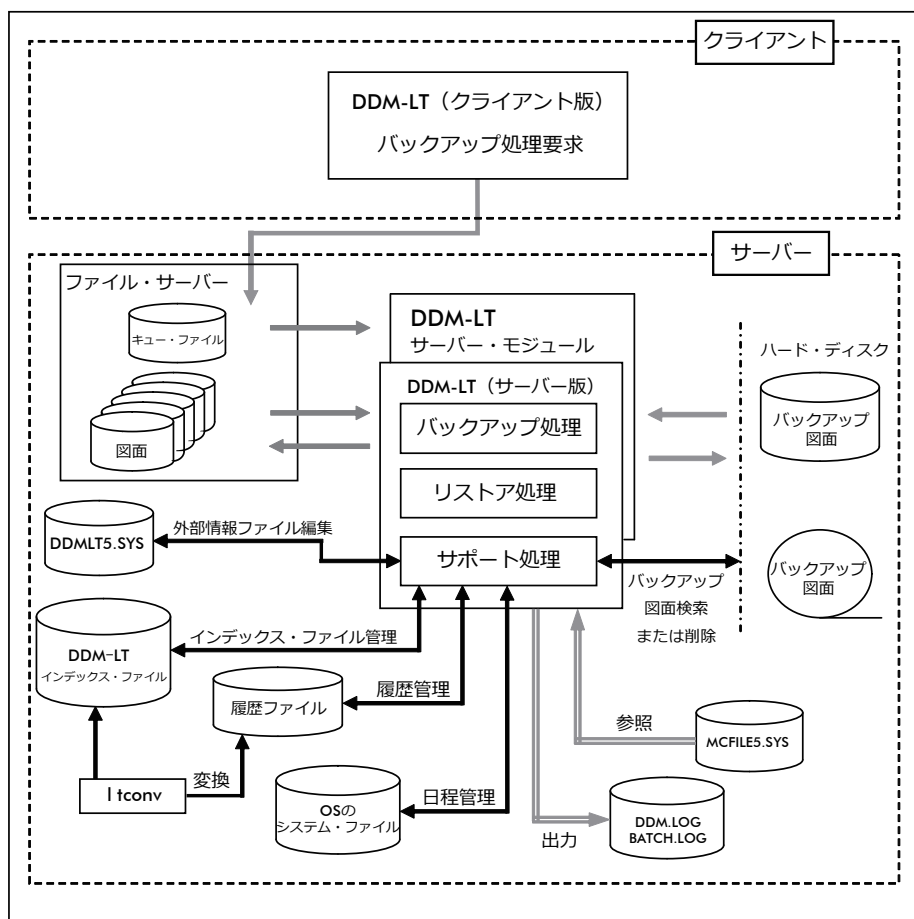 クライアント
DDM-LT（クライアント版）
バックアップ処理要求
サーバー
ファイル・サーバー
キュー・ファイル
図面
DDM-LT
サーバー・モジュール
DDM-LT（サーバー版）
バックアップ処理
リストア処理
サポート処理
ハード・ディスク
バックアップ
図面
バックアップ
図面
バックアップ
図面検索
または削除
DDMLT5.SYS
外部情報ファイル編集
DDM-LT
インデックス・ファイル
インデックス・ファイル管理
履歴ファイル
履歴管理
ltconv
変換
OSの
システム・ファイル
日程管理
参照
MCFILE5.SYS
出力
DDM.LOG
BATCH.LOG